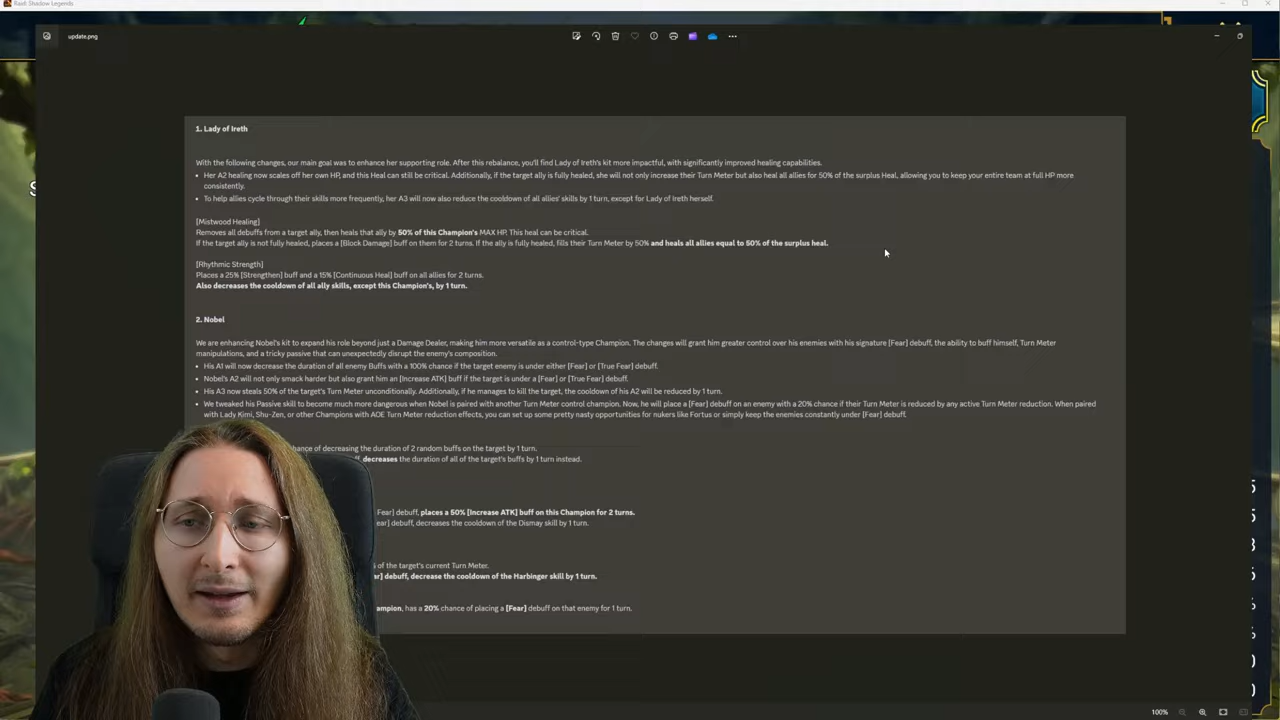 Raid: Shadow Legends
update.png
1. Lady of Ireth
With the following changes, our main goal was to enhance her supporting role. After this rebalance, you'll find Lady of Ireth's kit more impactful, with significantly improved healing capabilities.
• Her A2 healing now scales off her own HP, and this Heal can still be critical. Additionally, if the target ally is fully healed, she will not only increase their Turn Meter but also heal all allies for 50% of the surplus Heal, allowing you to keep your entire team at full HP more
consistently.
• To help allies cycle through their skills more frequently, her A3 will now also reduce the cooldown of all allies' skills by 1 turn, except for Lady of Ireth herself.
[Mistwood Healing]
Removes all debuffs from a target ally, then heals that ally by 50% of this Champion's MAX HP. This heal can be critical.
If the target ally is not fully healed, places a [Block Damage] buff on them for 2 turns. If the ally is fully healed, fills their Turn Meter by 50% and heals all allies equal to 50% of the surplus heal.
[Rhythmic Strength]
Places a 25% [Strengthen] buff and a 15% [Continuous Heal] buff on all allies for 2 turns.
Also decreases the cooldown of all ally skills, except this Champion's, by 1 turn.
2. Nobel
We are enhancing Nobel's kit to expand his role beyond just a Damage Dealer, making him more versatile as a control-type Champion. The changes will grant him greater control over his enemies with his signature [Fear] debuff, the ability to buff himself, Turn Meter
manipulations, and a tricky passive that can unexpectedly disrupt the enemy's composition.
• His A1 will now decrease the duration of all enemy Buffs with a 100% chance if the target enemy is under either [Fear] or [True Fear] debuff.
• Nobel's A2 will not only smack harder but also grant him an [Increase ATK] buff if the target is under a [Fear] or [True Fear] debuff.
• His A3 now steals 50% of the target's Turn Meter unconditionally. Additionally, if he manages to kill the target, the cooldown of his A2 will be reduced by 1 turn.
• We tweaked his Passive skill to become much more dangerous when Nobel is paired with another Turn Meter control champion. Now, he will place a [Fear] debuff on an enemy with a 20% chance if their Turn Meter is reduced by any active Turn Meter reduction. When paired
with Lady Kimi, Shu-Zen, or other Champions with AOE Turn Meter reduction effects, you can set up some pretty nasty opportunities for nukers like Fortus or simply keep the enemies constantly under [Fear] debuff.
hance of decreasing the duration of 2 random buffs on the target by 1 turn.
decreases the duration of all of the target's buffs by 1 turn instead.
Fear] debuff, places a 50% [Increase ATK] buff on this Champion for 2 turns.
ear] debuff, decreases the cooldown of the Dismay skill by 1 turn.
% of the target's current Turn Meter.
ar] debuff, decrease the cooldown of the Harbinger skill by 1 turn.
ampion, has a 20% chance of placing a [Fear] debuff on that enemy for 1 turn.
100%